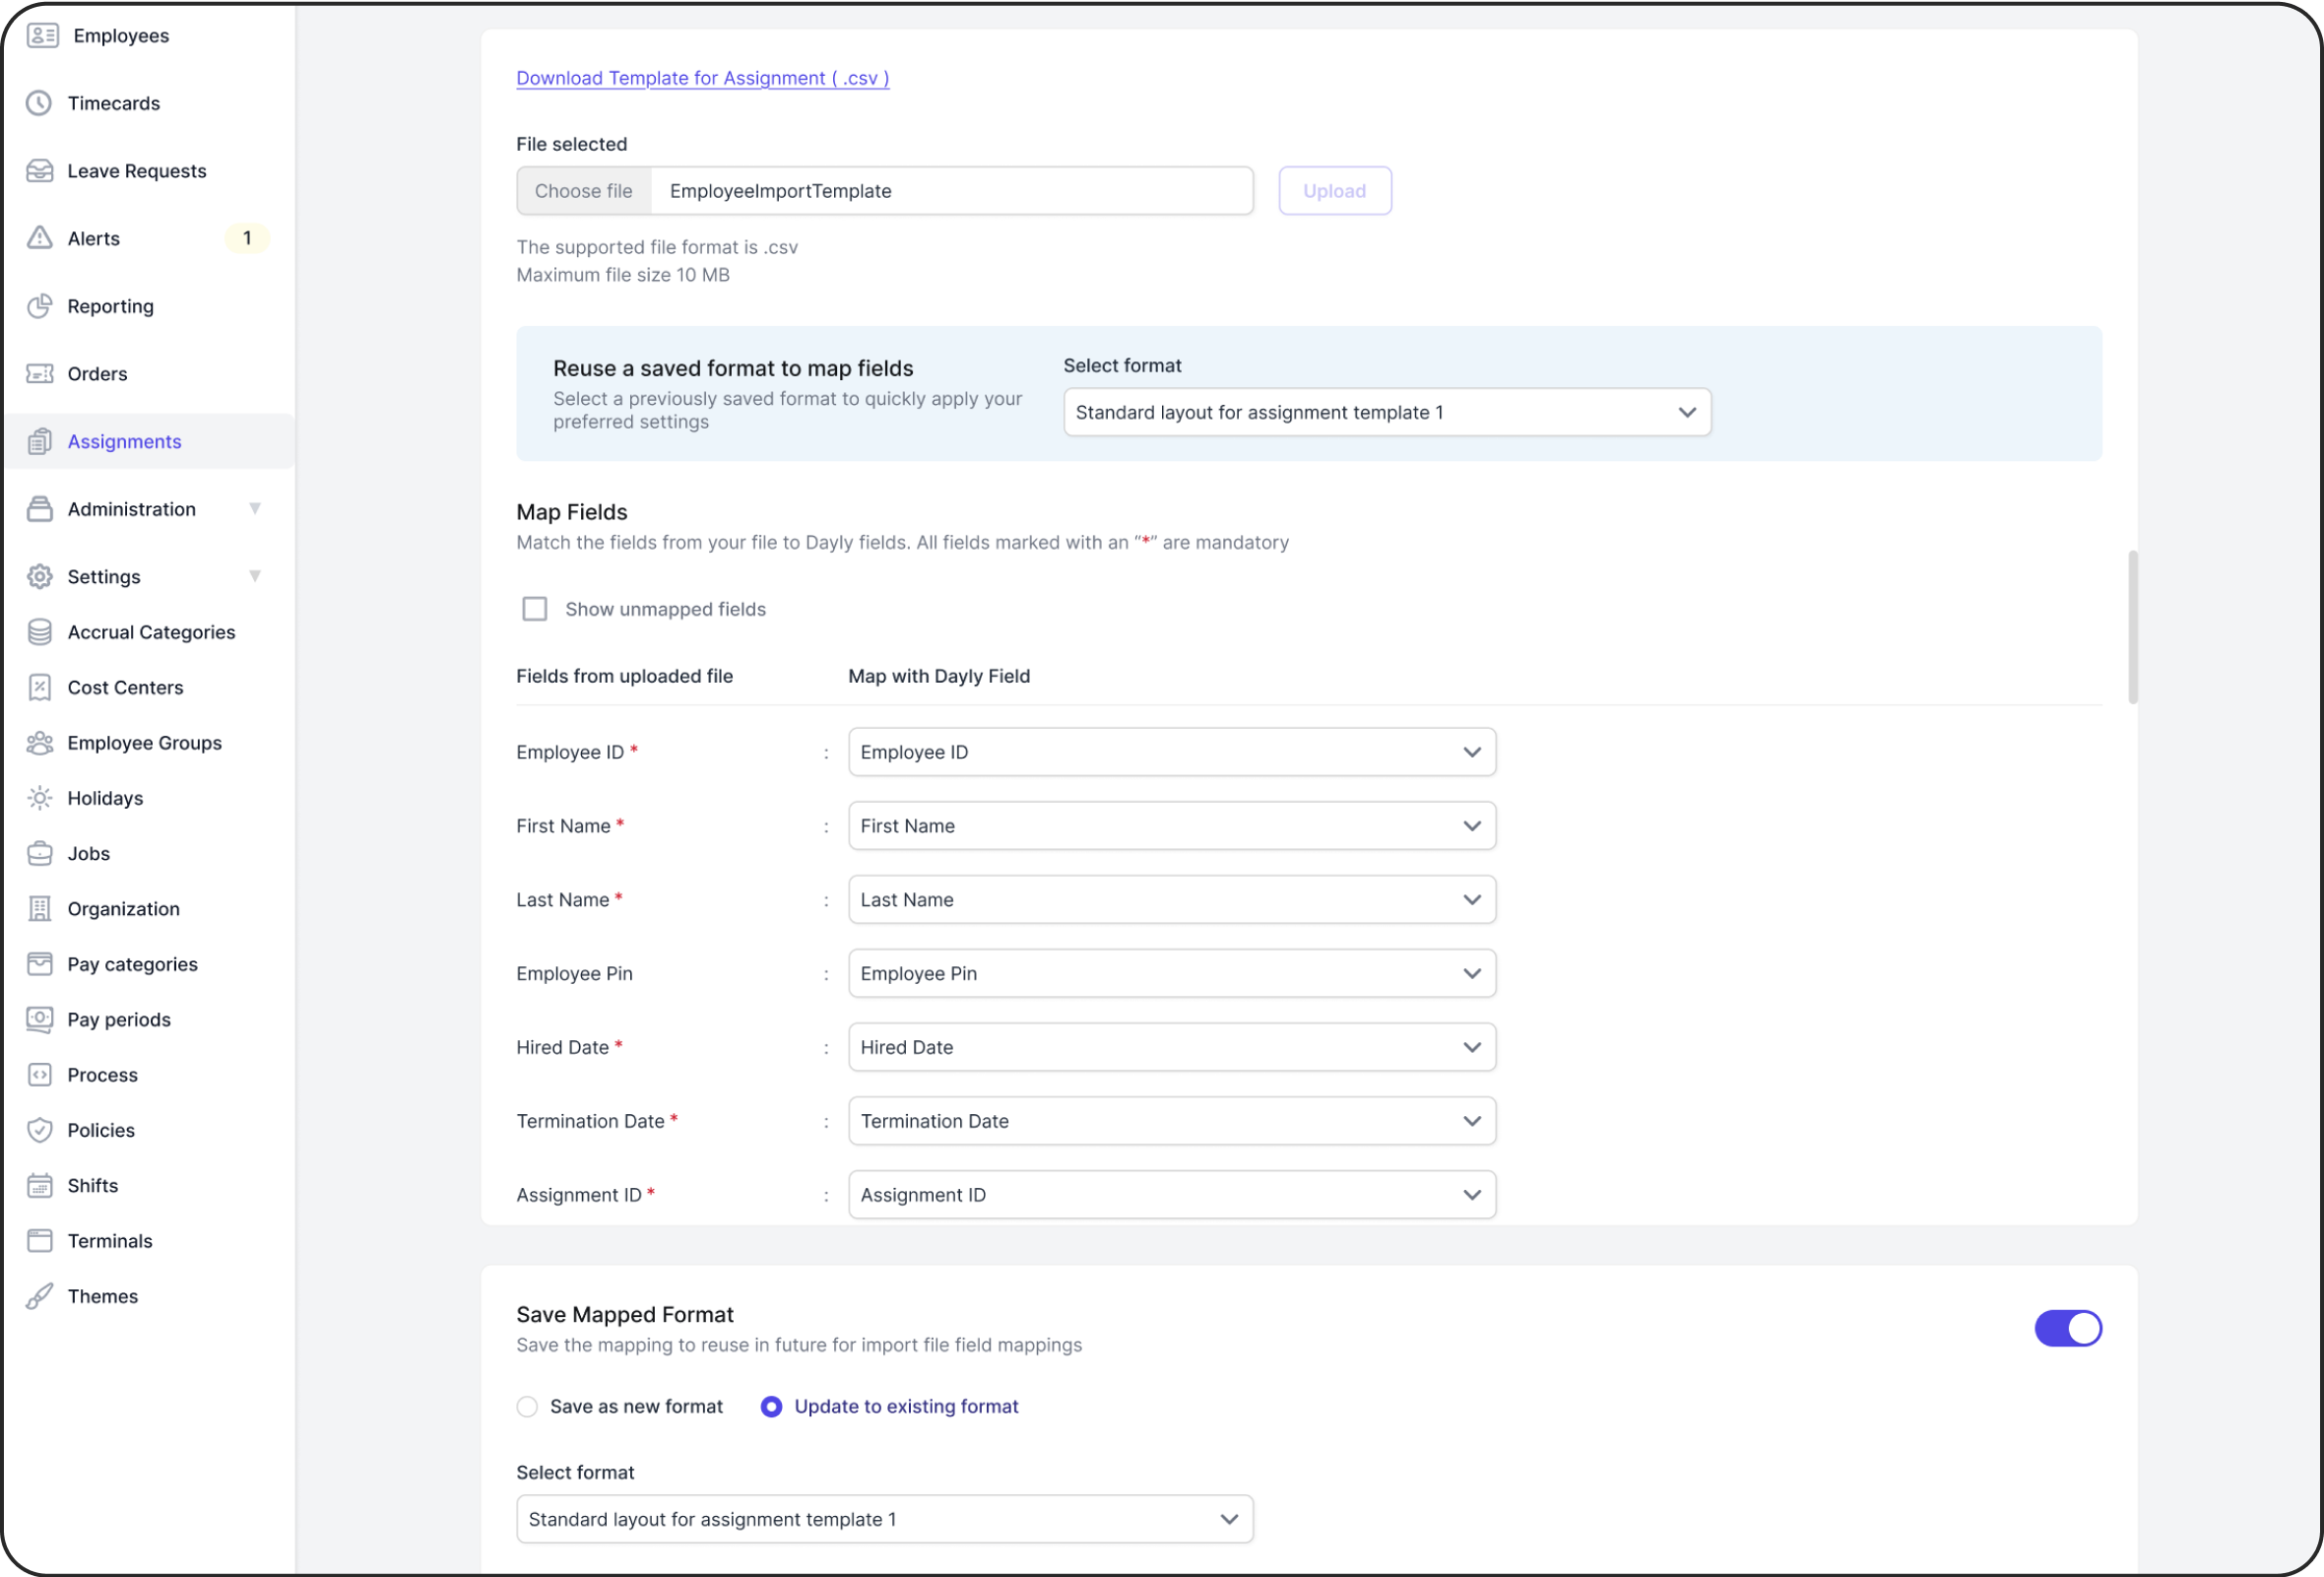 Employees
Timecards
Leave Requests
Alerts 1
Reporting
Orders
Assignments
Administration
Settings
Accrual Categories
Cost Centers
Employee Groups
Holidays
Jobs
Organization
Pay categories
Pay periods
Process
Policies
Shifts
Terminals
Themes
Download Template for Assignment ( .csv )
File selected
Choose file EmployeeImportTemplate Upload
The supported file format is .csv
Maximum file size 10 MB
Reuse a saved format to map fields
Select a previously saved format to quickly apply your
preferred settings
Select format
Standard layout for assignment template 1
Map Fields
Match the fields from your file to Dayly fields. All fields marked with an “*” are mandatory
Show unmapped fields
Fields from uploaded file Map with Dayly Field
Employee ID * : Employee ID
First Name * : First Name
Last Name * : Last Name
Employee Pin : Employee Pin
Hired Date * : Hired Date
Termination Date * : Termination Date
Assignment ID * : Assignment ID
Save Mapped Format
Save the mapping to reuse in future for import file field mappings
Save as new format Update to existing format
Select format
Standard layout for assignment template 1